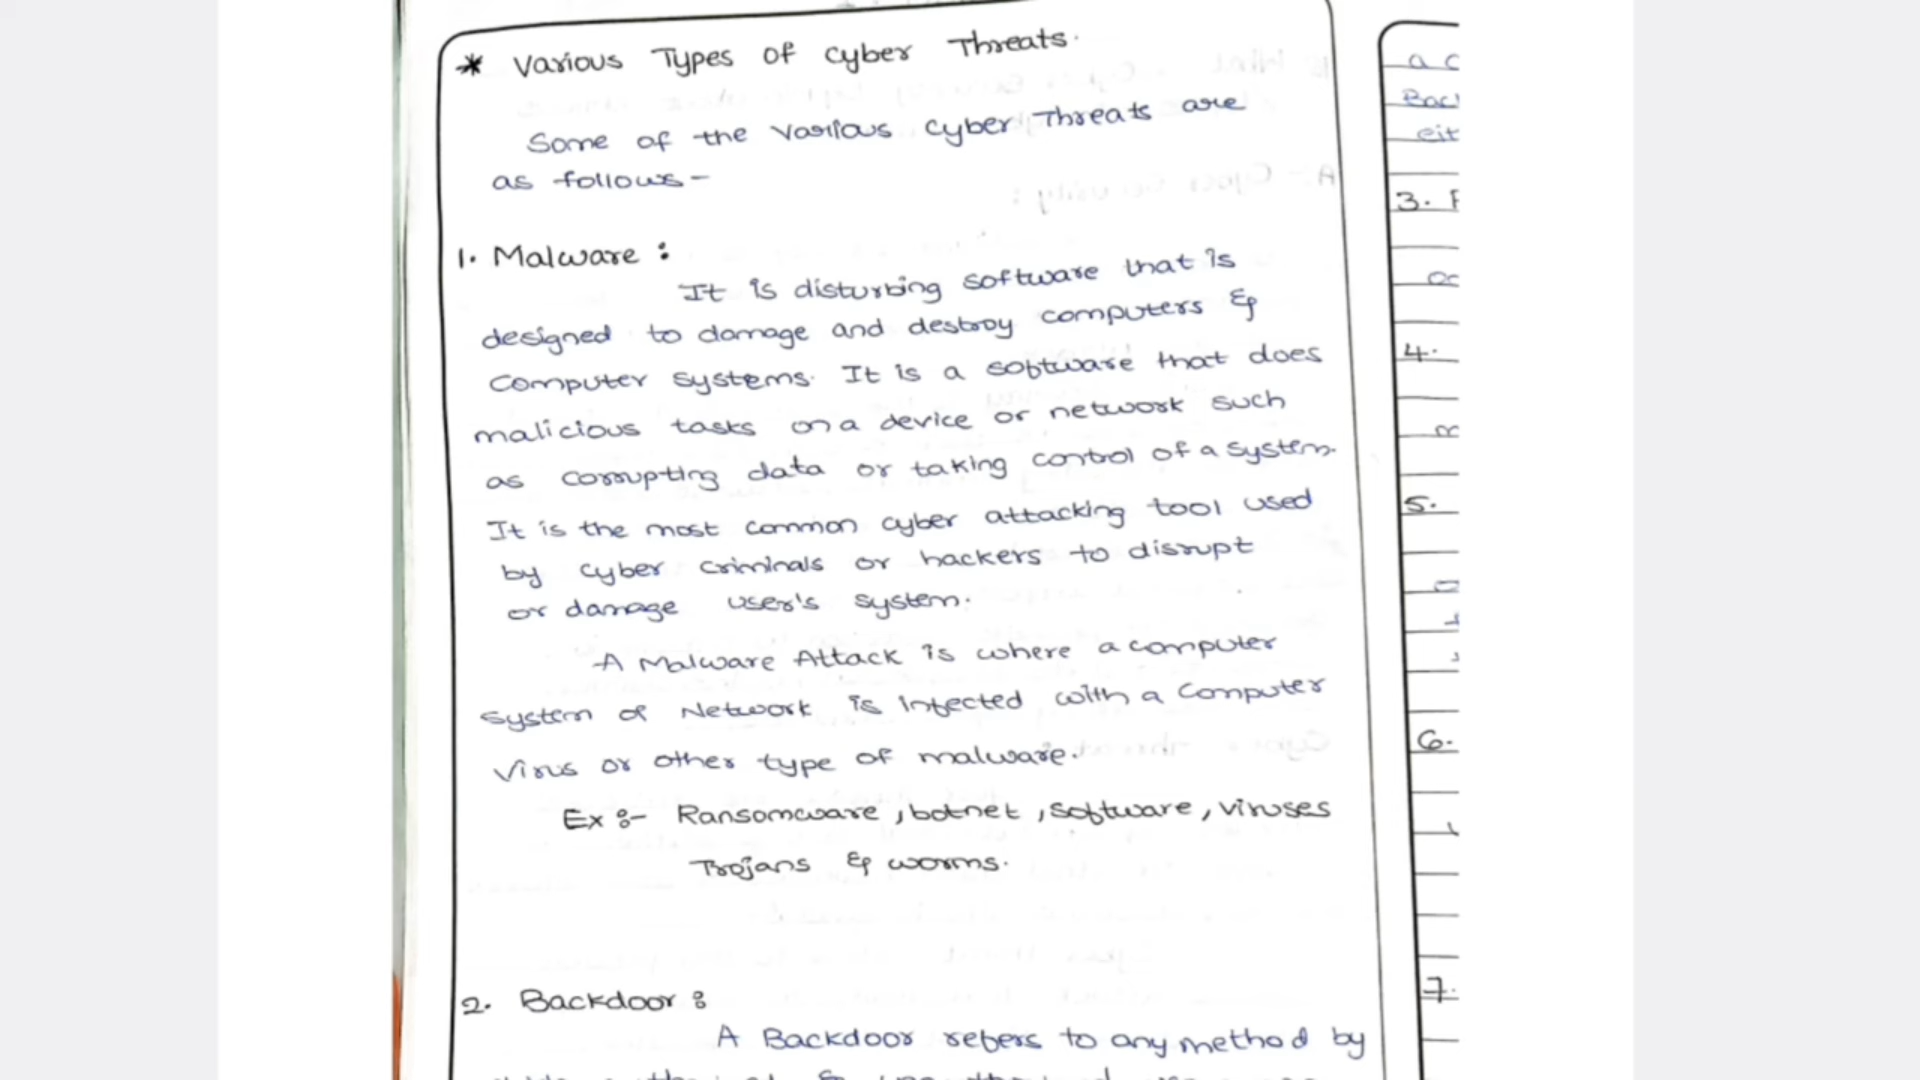 * Various Types of Cyber Threats.
Some of the various cyber Threats are
as follows -
1. Malware :
It is disturbing software that is
designed to damage and destroy computers &
computer systems. It is a software that does
malicious tasks on a device or network such
as corrupting data or taking control of a system.
It is the most common cyber attacking tool used
by cyber criminals or hackers to disrupt
or damage user's system.
A Malware Attack is where a computer
system of Network is infected with a computer
virus or other type of malware.
Ex :- Ransomware, botnet, software, viruses
Trojans & worms.
2. Backdoor :
A Backdoor refers to any method by
a c
Bac
eit
3.
4.
5.
6.
7.